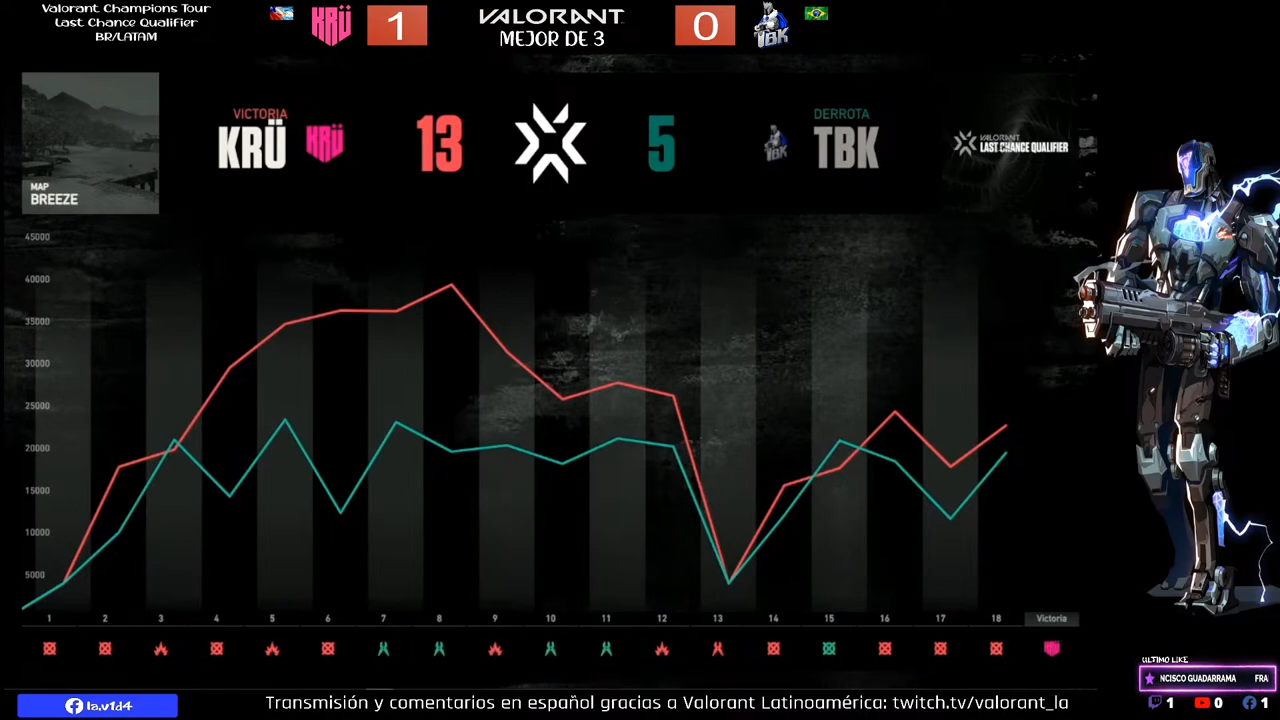 Valorant Champions Tour
Last Chance Qualifier
BR/LATAM
KRÜ
1
VALORANT
MEJOR DE 3
0
TBK
VICTORIA
KRÜ
KRÜ
13
5
DERROTA
TBK
VALORANT
LAST CHANCE QUALIFIER
MAP
BREEZE
45000
40000
35000
30000
25000
20000
15000
10000
5000
1 2 3 4 5 6 7 8 9 10 11 12 13 14 15 16 17 18 Victoria
ULTIMO LIKE
NCISCO GUADARRAMA FRA
1 0 1
la.v1d4
Transmisión y comentarios en español gracias a Valorant Latinoamérica: twitch.tv/valorant_la